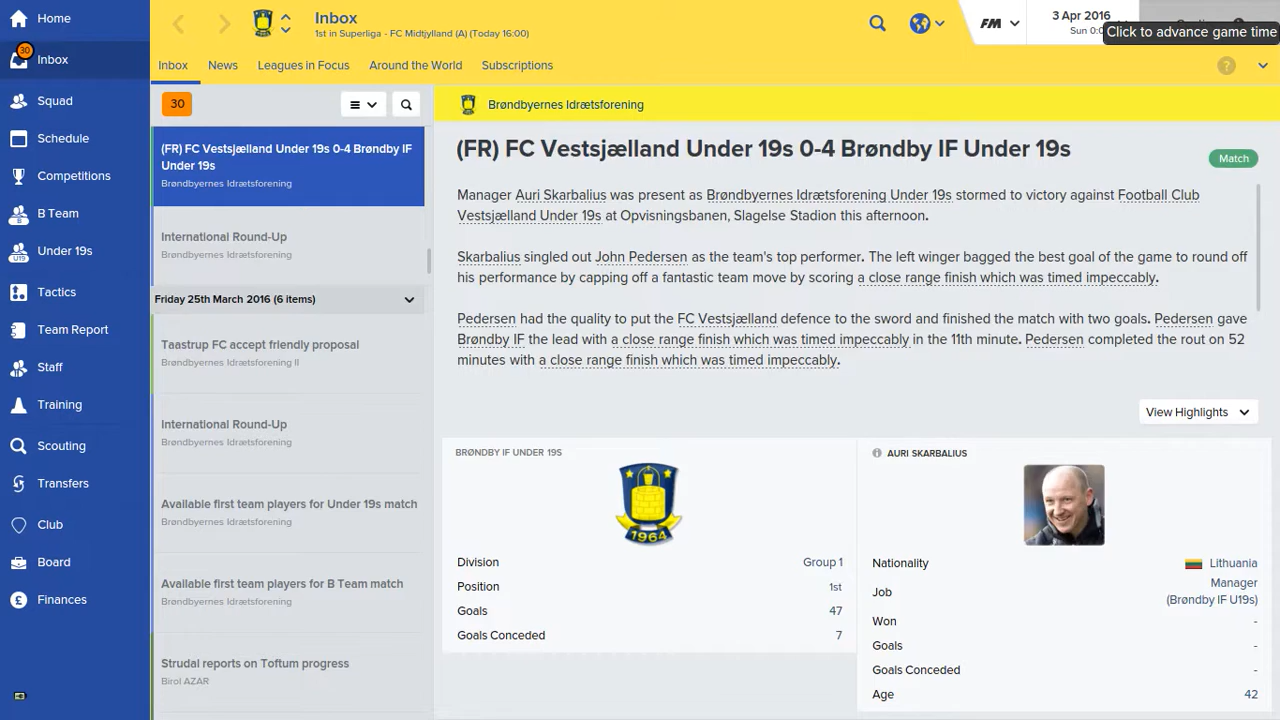 Home
30
Inbox
Squad
Schedule
Competitions
B Team
Under 19s
Tactics
Team Report
Staff
Training
Scouting
Transfers
Club
Board
Finances
Inbox
1st in Superliga - FC Midtjylland (A) (Today 16:00)
FM
3 Apr 2016
Sun 0:0
Click to advance game time
Inbox
News
Leagues in Focus
Around the World
Subscriptions
?
30
(FR) FC Vestsjælland Under 19s 0-4 Brøndby IF
Under 19s
Brøndbyernes Idrætsforening
International Round-Up
Brøndbyernes Idrætsforening
Friday 25th March 2016 (6 items)
Taastrup FC accept friendly proposal
Brøndbyernes Idrætsforening II
International Round-Up
Brøndbyernes Idrætsforening
Available first team players for Under 19s match
Brøndbyernes Idrætsforening
Available first team players for B Team match
Brøndbyernes Idrætsforening
Strudal reports on Toftum progress
Birol AZAR
Brøndbyernes Idrætsforening
(FR) FC Vestsjælland Under 19s 0-4 Brøndby IF Under 19s
Match
Manager Auri Skarbalius was present as Brøndbyernes Idrætsforening Under 19s stormed to victory against Football Club
Vestsjælland Under 19s at Opvisningsbanen, Slagelse Stadion this afternoon.
Skarbalius singled out John Pedersen as the team's top performer. The left winger bagged the best goal of the game to round off
his performance by capping off a fantastic team move by scoring a close range finish which was timed impeccably.
Pedersen had the quality to put the FC Vestsjælland defence to the sword and finished the match with two goals. Pedersen gave
Brøndby IF the lead with a close range finish which was timed impeccably in the 11th minute. Pedersen completed the rout on 52
minutes with a close range finish which was timed impeccably.
View Highlights
BRØNDBY IF UNDER 19S
1964
Division Group 1
Position 1st
Goals 47
Goals Conceded 7
AURI SKARBALIUS
Nationality Lithuania
Job Manager
(Brøndby IF U19s)
Won -
Goals -
Goals Conceded -
Age 42